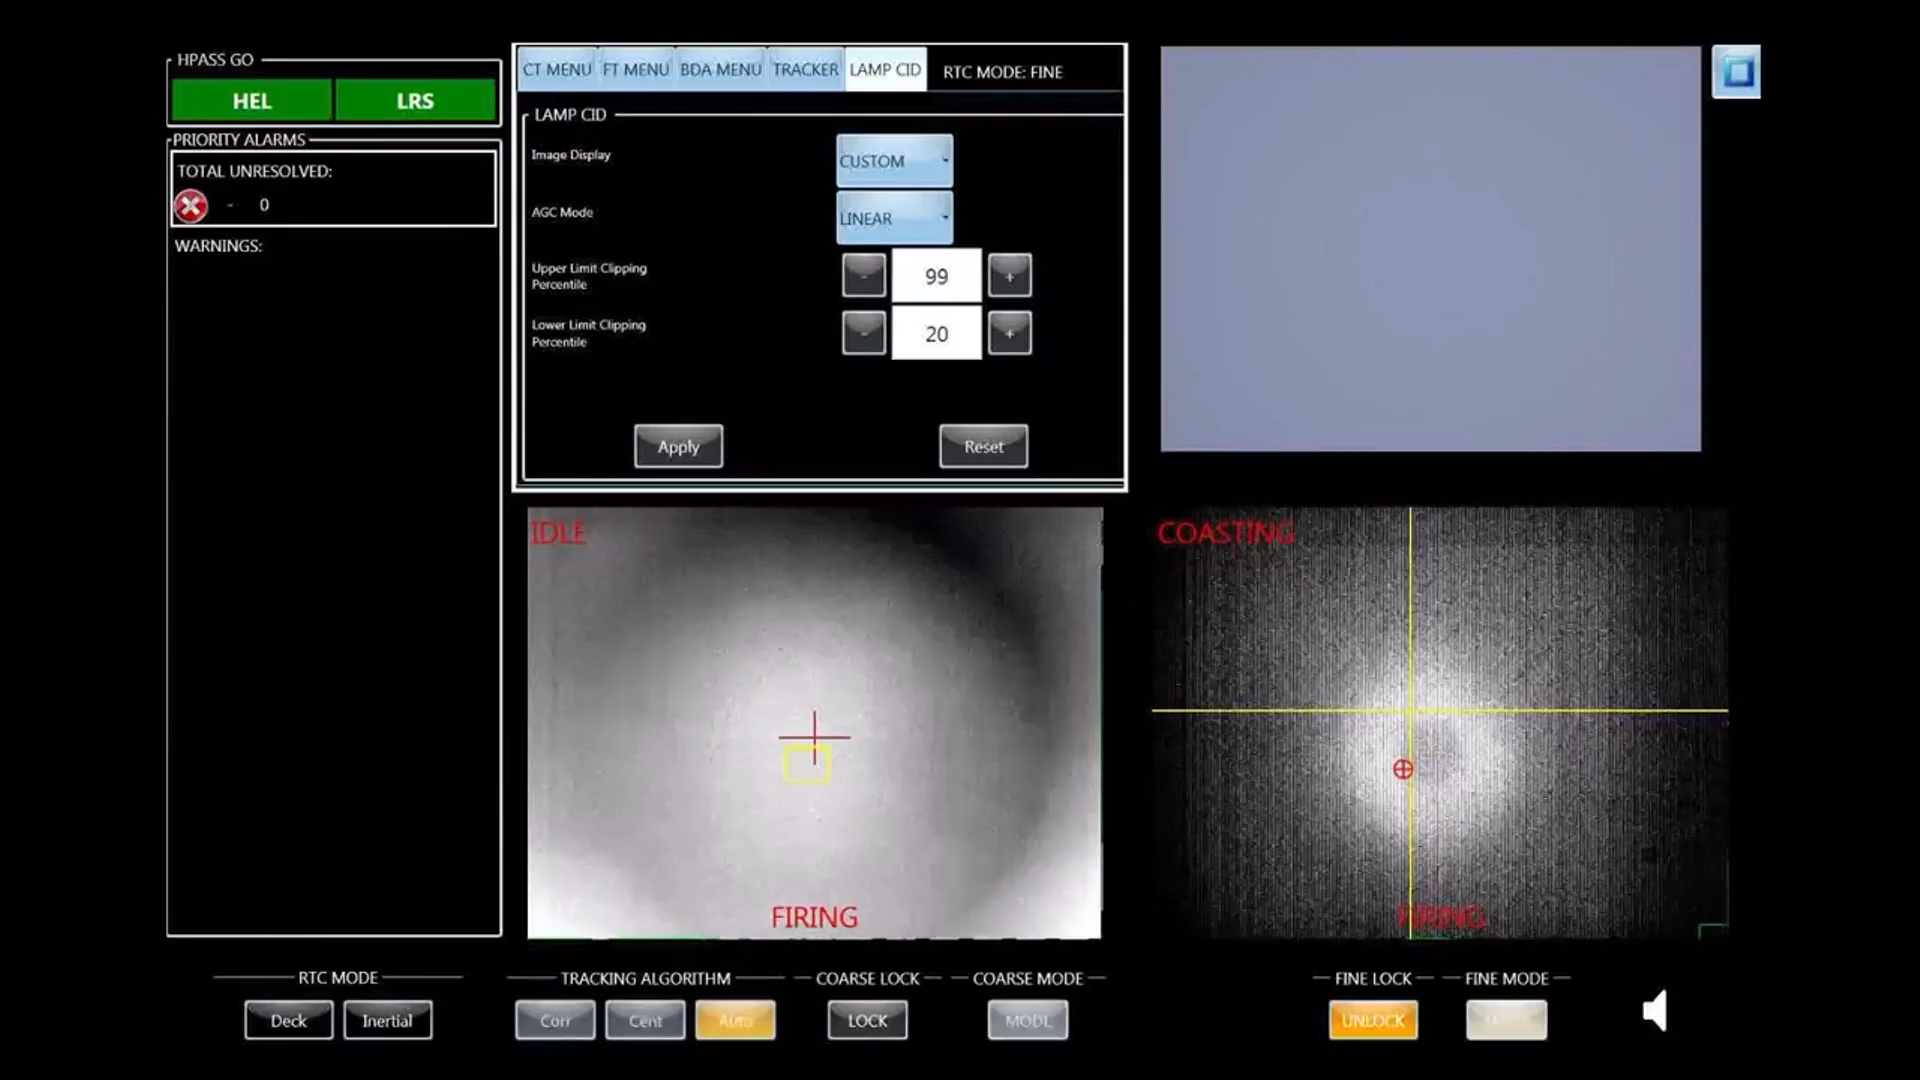 HPASS GO
HEL
LRS
PRIORITY ALARMS
TOTAL UNRESOLVED:
- 0
WARNINGS:
CT MENU
FT MENU
BDA MENU
TRACKER
LAMP CID
RTC MODE: FINE
LAMP CID
Image Display
CUSTOM
AGC Mode
LINEAR
Upper Limit Clipping
Percentile
- 99 +
Lower Limit Clipping
Percentile
- 20 +
Apply
Reset
IDLE
FIRING
COASTING
FIRING
RTC MODE
Deck
Inertial
TRACKING ALGORITHM
Corr
Cent
Auto
COARSE LOCK
LOCK
COARSE MODE
MODE
FINE LOCK
UNLOCK
FINE MODE